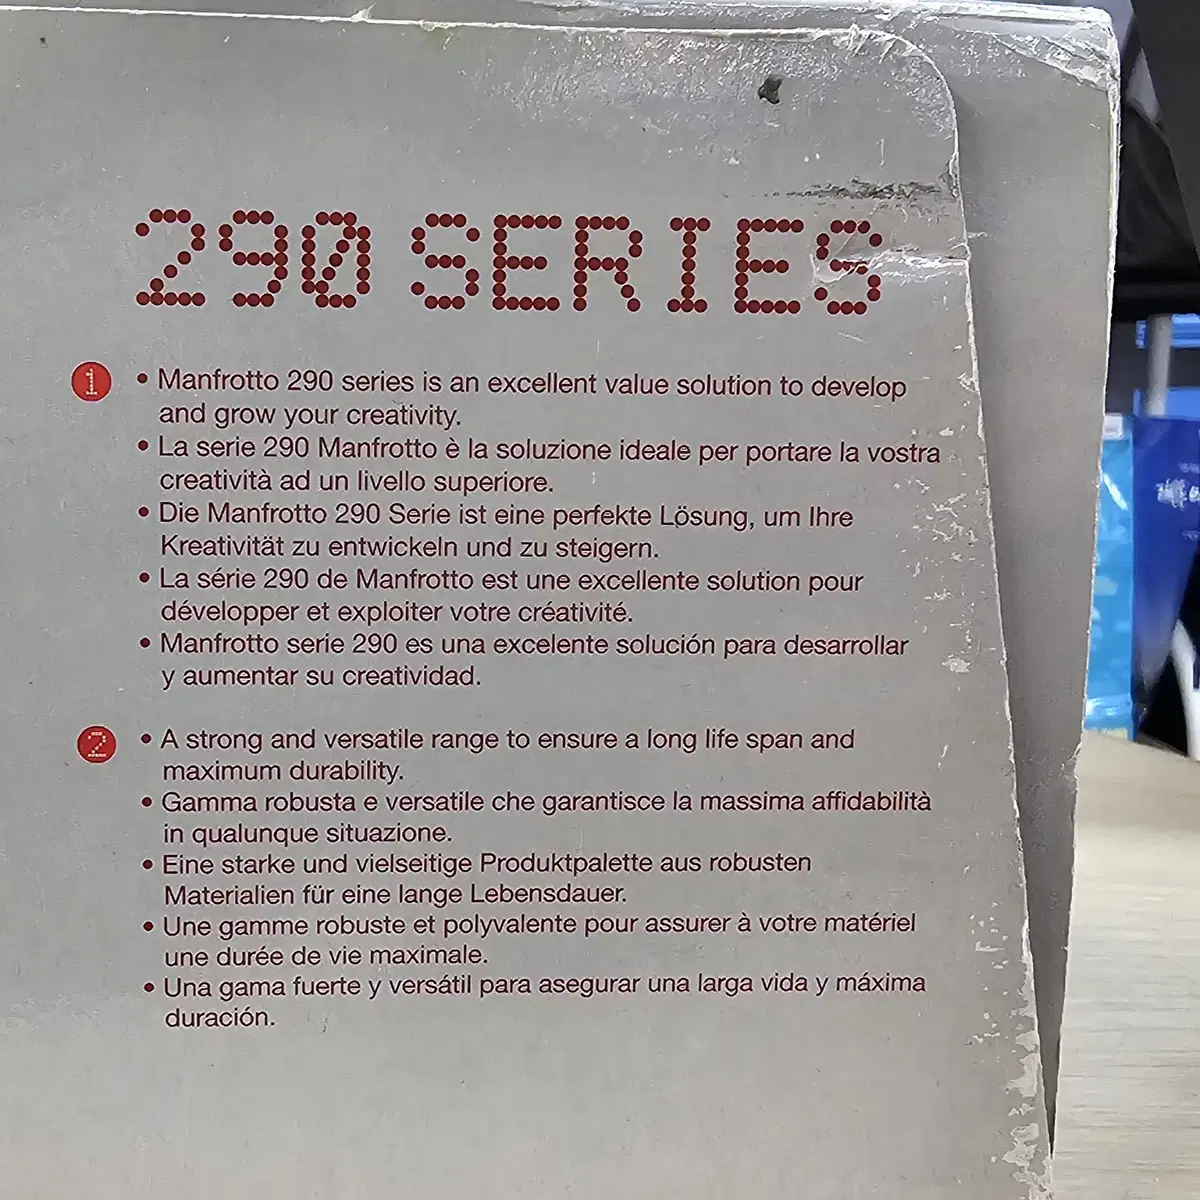 290 SERIES
1
• Manfrotto 290 series is an excellent value solution to develop
and grow your creativity.
• La serie 290 Manfrotto è la soluzione ideale per portare la vostra
creatività ad un livello superiore.
• Die Manfrotto 290 Serie ist eine perfekte Lösung, um Ihre
Kreativität zu entwickeln und zu steigern.
• La série 290 de Manfrotto est une excellente solution pour
développer et exploiter votre créativité.
• Manfrotto serie 290 es una excelente solución para desarrollar
y aumentar su creatividad.
2
• A strong and versatile range to ensure a long life span and
maximum durability.
• Gamma robusta e versatile che garantisce la massima affidabilità
in qualunque situazione.
• Eine starke und vielseitige Produktpalette aus robusten
Materialien für eine lange Lebensdauer.
• Une gamme robuste et polyvalente pour assurer à votre matériel
une durée de vie maximale.
• Una gama fuerte y versátil para asegurar una larga vida y máxima
duración.